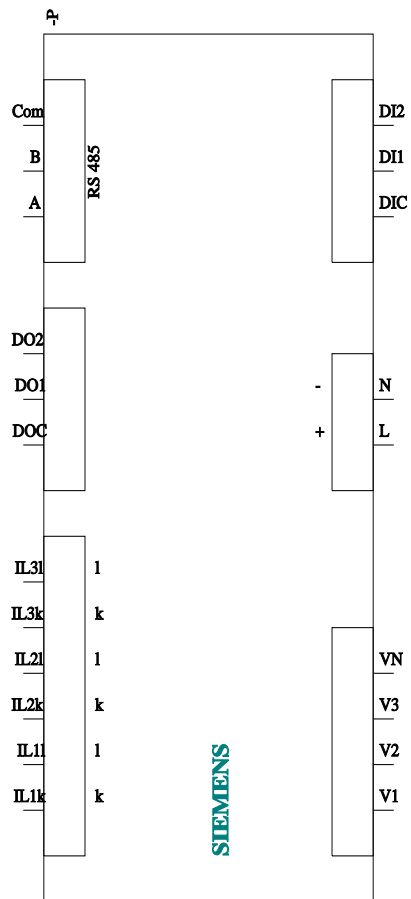 -P
Com
B
A
RS 485
DI2
DI1
DIC
DO2
DO1
DOC
- N
+ L
IL3l l
IL3k k
IL2l l
IL2k k
IL1l l
IL1k k
VN
V3
V2
V1
SIEMENS